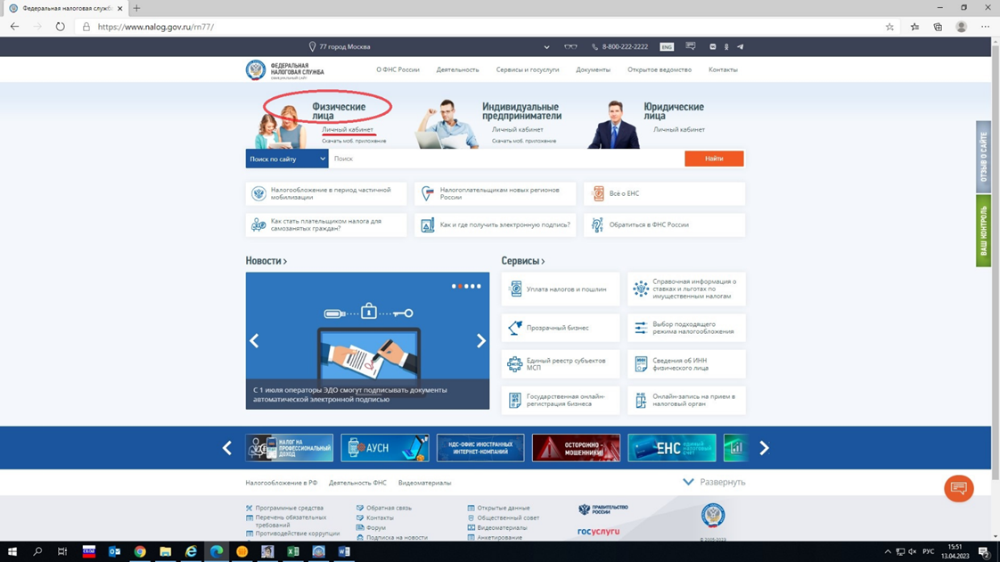 Федеральная налоговая служб
https://www.nalog.gov.ru/rn77/
77 город Москва
8-800-222-2222
ENG
ФЕДЕРАЛЬНАЯ
НАЛОГОВАЯ СЛУЖБА
ОФИЦИАЛЬНЫЙ САЙТ
О ФНС России
Деятельность
Сервисы и госуслуги
Документы
Открытое ведомство
Контакты
Физические
лица
Личный кабинет
Скачать моб. приложение
Индивидуальные
предприниматели
Личный кабинет
Скачать моб. приложение
Юридические
лица
Личный кабинет
ОТЗЫВ О САЙТЕ
ВАШ КОНТРОЛЬ
Поиск по сайту
Поиск
Найти
Налогообложение в период частичной
мобилизации
Налогоплательщикам новых регионов
России
Всё о ЕНС
Как стать плательщиком налога для
самозанятых граждан?
Как и где получить электронную подпись?
Обратиться в ФНС России
Новости
С 1 июля операторы ЭДО смогут подписывать документы
автоматической электронной подписью
Сервисы
Уплата налогов и пошлин
Справочная информация о
ставках и льготах по
имущественным налогам
Прозрачный бизнес
Выбор подходящего
режима налогообложения
Единый реестр субъектов
МСП
Сведения об ИНН
физического лица
Государственная онлайн-
регистрация бизнеса
Онлайн-запись на прием в
налоговый орган
НАЛОГ НА
ПРОФЕССИОНАЛЬНЫЙ
ДОХОД
АУСН
НДС-ОФИС ИНОСТРАННЫХ
ИНТЕРНЕТ-КОМПАНИЙ
ОСТОРОЖНО -
МОШЕННИКИ!
ЕНС ЕДИНЫЙ
НАЛОГОВЫЙ
СЧЕТ
Налогообложение в РФ
Деятельность ФНС
Видеоматериалы
Развернуть
Программные средства
Перечень обязательных
требований
Противодействие коррупции
Обратная связь
Контакты
Форум
Подписка на новости
Открытые данные
Общественный совет
Видеоматериалы
Анкетирование
ПРАВИТЕЛЬСТВО
РОССИИ
госуслуги
© 2005-2023
РУС
15:51
13.04.2023